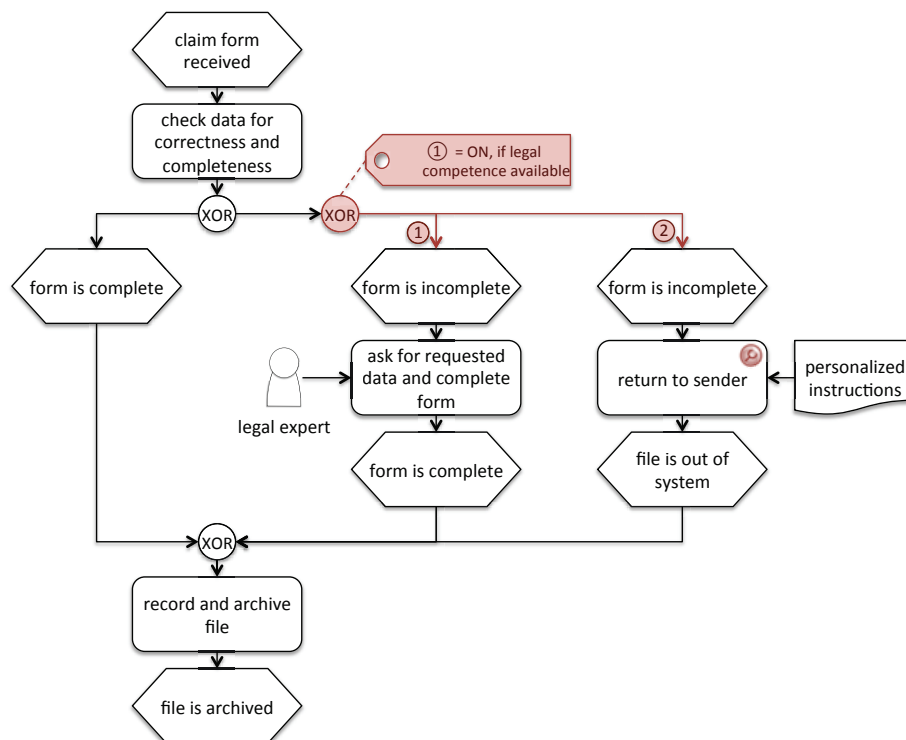 claim form
received
check data for
correctness and
completeness
① = ON, if legal
competence available
XOR
XOR
①
②
form is complete
form is incomplete
form is incomplete
ask for requested
data and complete
form
return to sender
personalized
instructions
legal expert
form is complete
file is out of
system
XOR
record and archive
file
file is archived